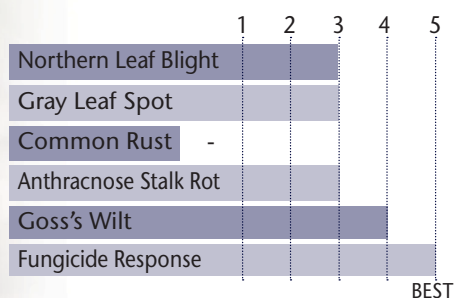 1 2 3 4 5
Northern Leaf Blight
Gray Leaf Spot
Common Rust -
Anthracnose Stalk Rot
Goss's Wilt
Fungicide Response
BEST